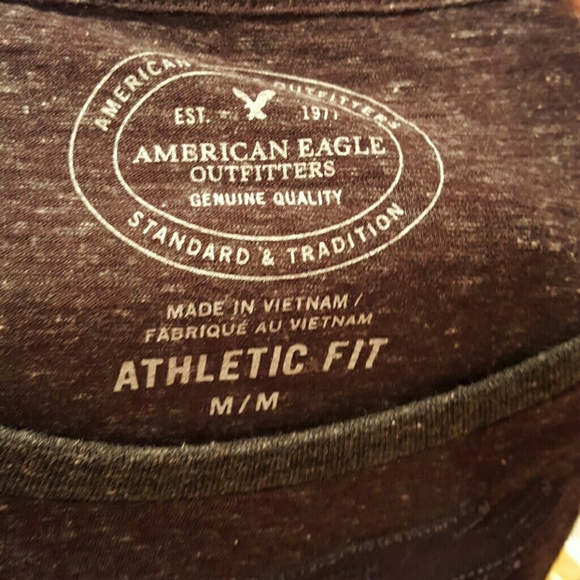 AMERICAN OUTFITTERS
EST. 1977
AMERICAN EAGLE
OUTFITTERS
GENUINE QUALITY
STANDARD & TRADITION
MADE IN VIETNAM /
FABRIQUÉ AU VIETNAM
ATHLETIC FIT
M/M